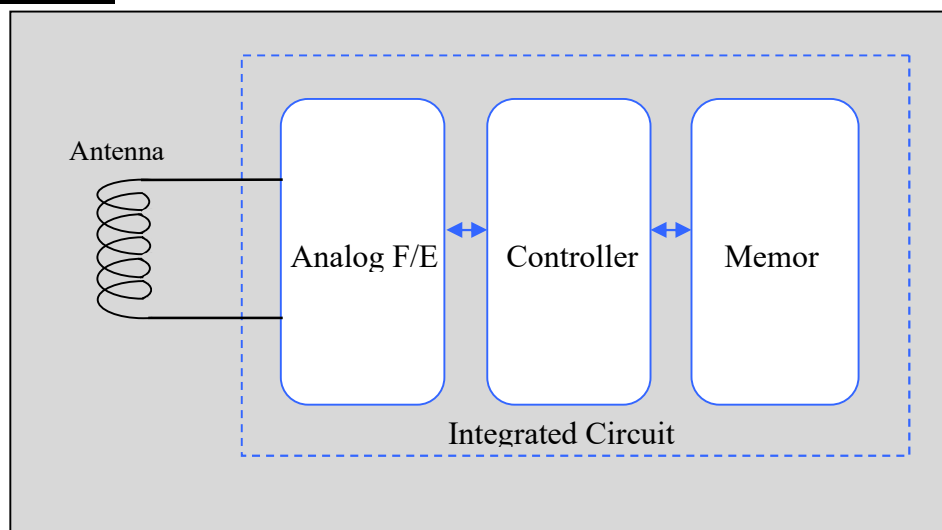 Antenna
Analog F/E
Controller
Memor
Integrated Circuit